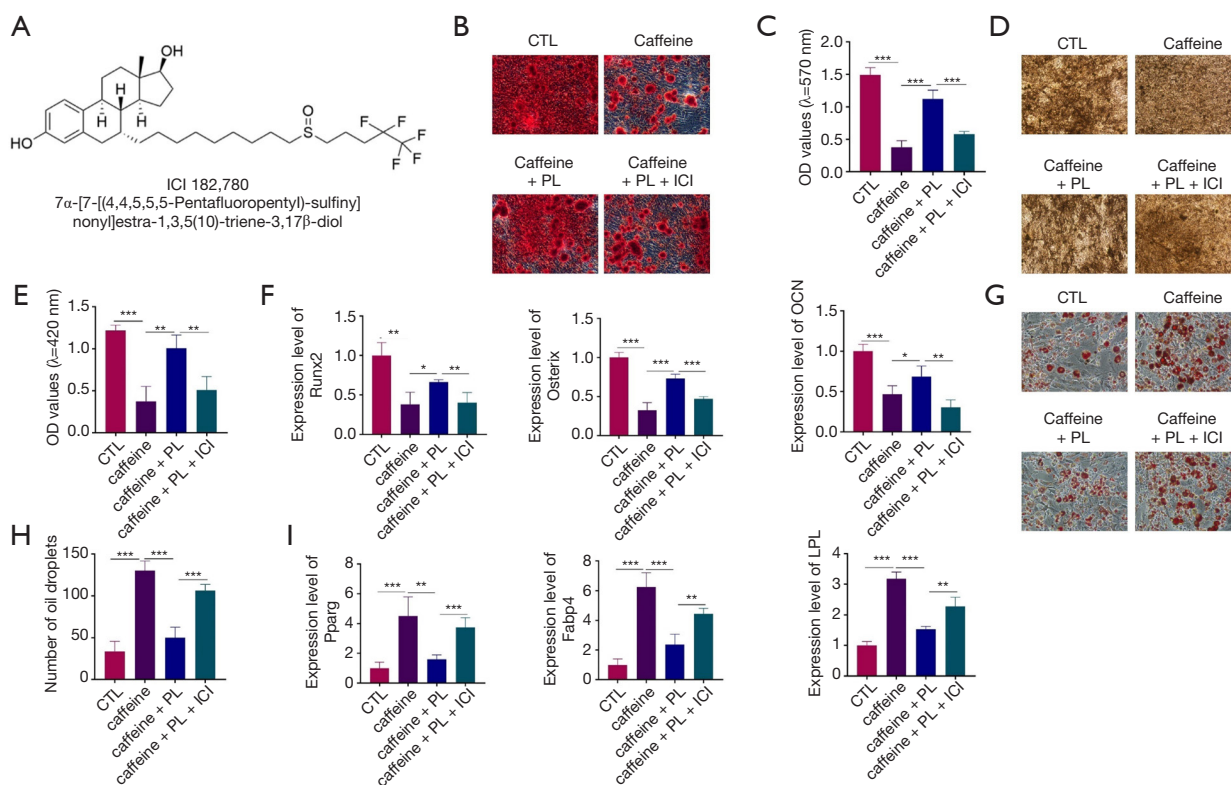 A
OH
H
H
H
HO
O
S
F
F
F
F
F
ICI 182,780
7α-[7-[(4,4,5,5,5-Pentafluoropentyl)-sulfiny]
nonyl]estra-1,3,5(10)-triene-3,17β-diol
B
CTL
Caffeine
Caffeine
+ PL
Caffeine
+ PL + ICI
C
OD values (λ=570 nm)
2.0
1.5
1.0
0.5
0.0
***
***
***
CTL
caffeine
caffeine + PL
caffeine + PL + ICI
D
CTL
Caffeine
Caffeine
+ PL
Caffeine
+ PL + ICI
E
OD values (λ=420 nm)
1.5
1.0
0.5
0.0
***
**
**
CTL
caffeine
caffeine + PL
caffeine + PL + ICI
F
Expression level of
Runx2
1.5
1.0
0.5
0.0
**
*
**
CTL
caffeine
caffeine + PL
caffeine + PL + ICI
Expression level of
Osterix
1.5
1.0
0.5
0.0
***
***
***
CTL
caffeine
caffeine + PL
caffeine + PL + ICI
Expression level of OCN
1.5
1.0
0.5
0.0
***
*
**
CTL
caffeine
caffeine + PL
caffeine + PL + ICI
G
CTL
Caffeine
Caffeine
+ PL
Caffeine
+ PL + ICI
H
Number of oil droplets
150
100
50
0
***
***
***
CTL
caffeine
caffeine + PL
caffeine + PL + ICI
I
Expression level of
Pparg
8
6
4
2
0
***
**
***
CTL
caffeine
caffeine + PL
caffeine + PL + ICI
Expression level of
Fabp4
8
6
4
2
0
***
***
**
CTL
caffeine
caffeine + PL
caffeine + PL + ICI
Expression level of LPL
4
3
2
1
0
***
***
**
CTL
caffeine
caffeine + PL
caffeine + PL + ICI